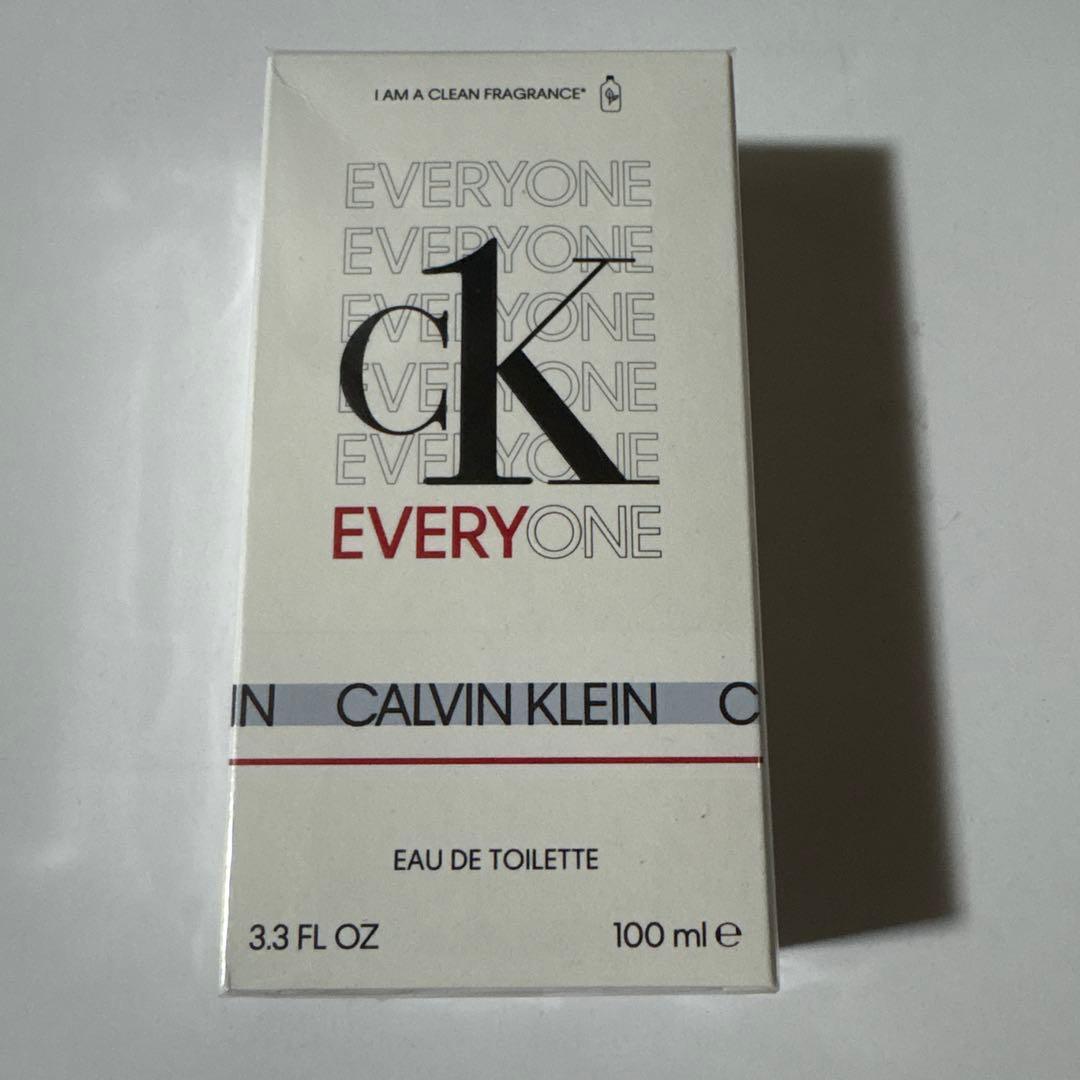 I AM A CLEAN FRAGRANCE*
EVERYONE
EVERYONE
EVERYONE
EVERYONE
EVERYONE
cK
EVERYONE
IN CALVIN KLEIN C
EAU DE TOILETTE
3.3 FL OZ 100 ml ℮